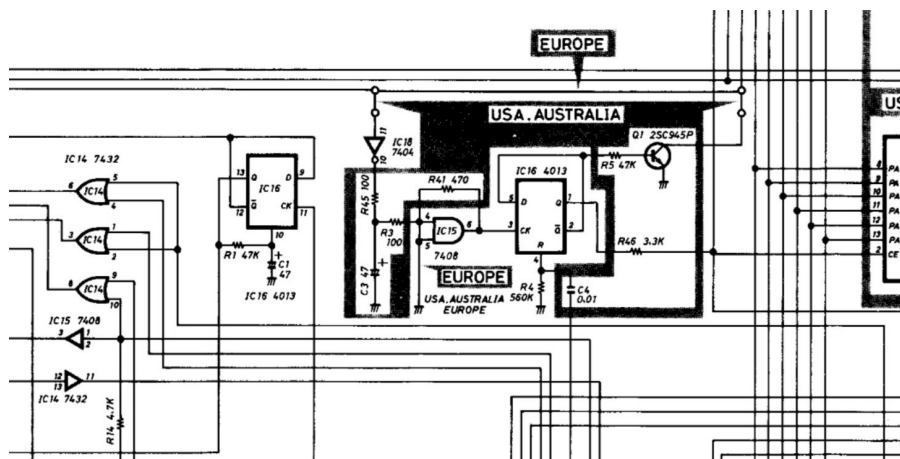 EUROPE
USA. AUSTRALIA
Q1 2SC945P
11
IC18
7404
10
IC14 7432
13
Q
D
9
IC16
12
Q̅
CK
11
10
6
IC14
5
4
R45 100
R41 470
IC16 4013
R5 47K
5
D
Q
1
3
IC14
1
2
R3
100
4
5
IC15
6
7408
3
CK
Q̅
2
R
4
R1 47K
+
C1
47
IC16 4013
C3 47
+
R46 3.3K
EUROPE
USA, AUSTRALIA
EUROPE
R4
560K
C4
0.01
8
IC14
9
10
IC15 7408
3
1
2
12
13
11
IC14 7432
R14 4.7K
US
8
PA
9
PA
10
PA
11
PA
12
PA
13
PA
2
CE